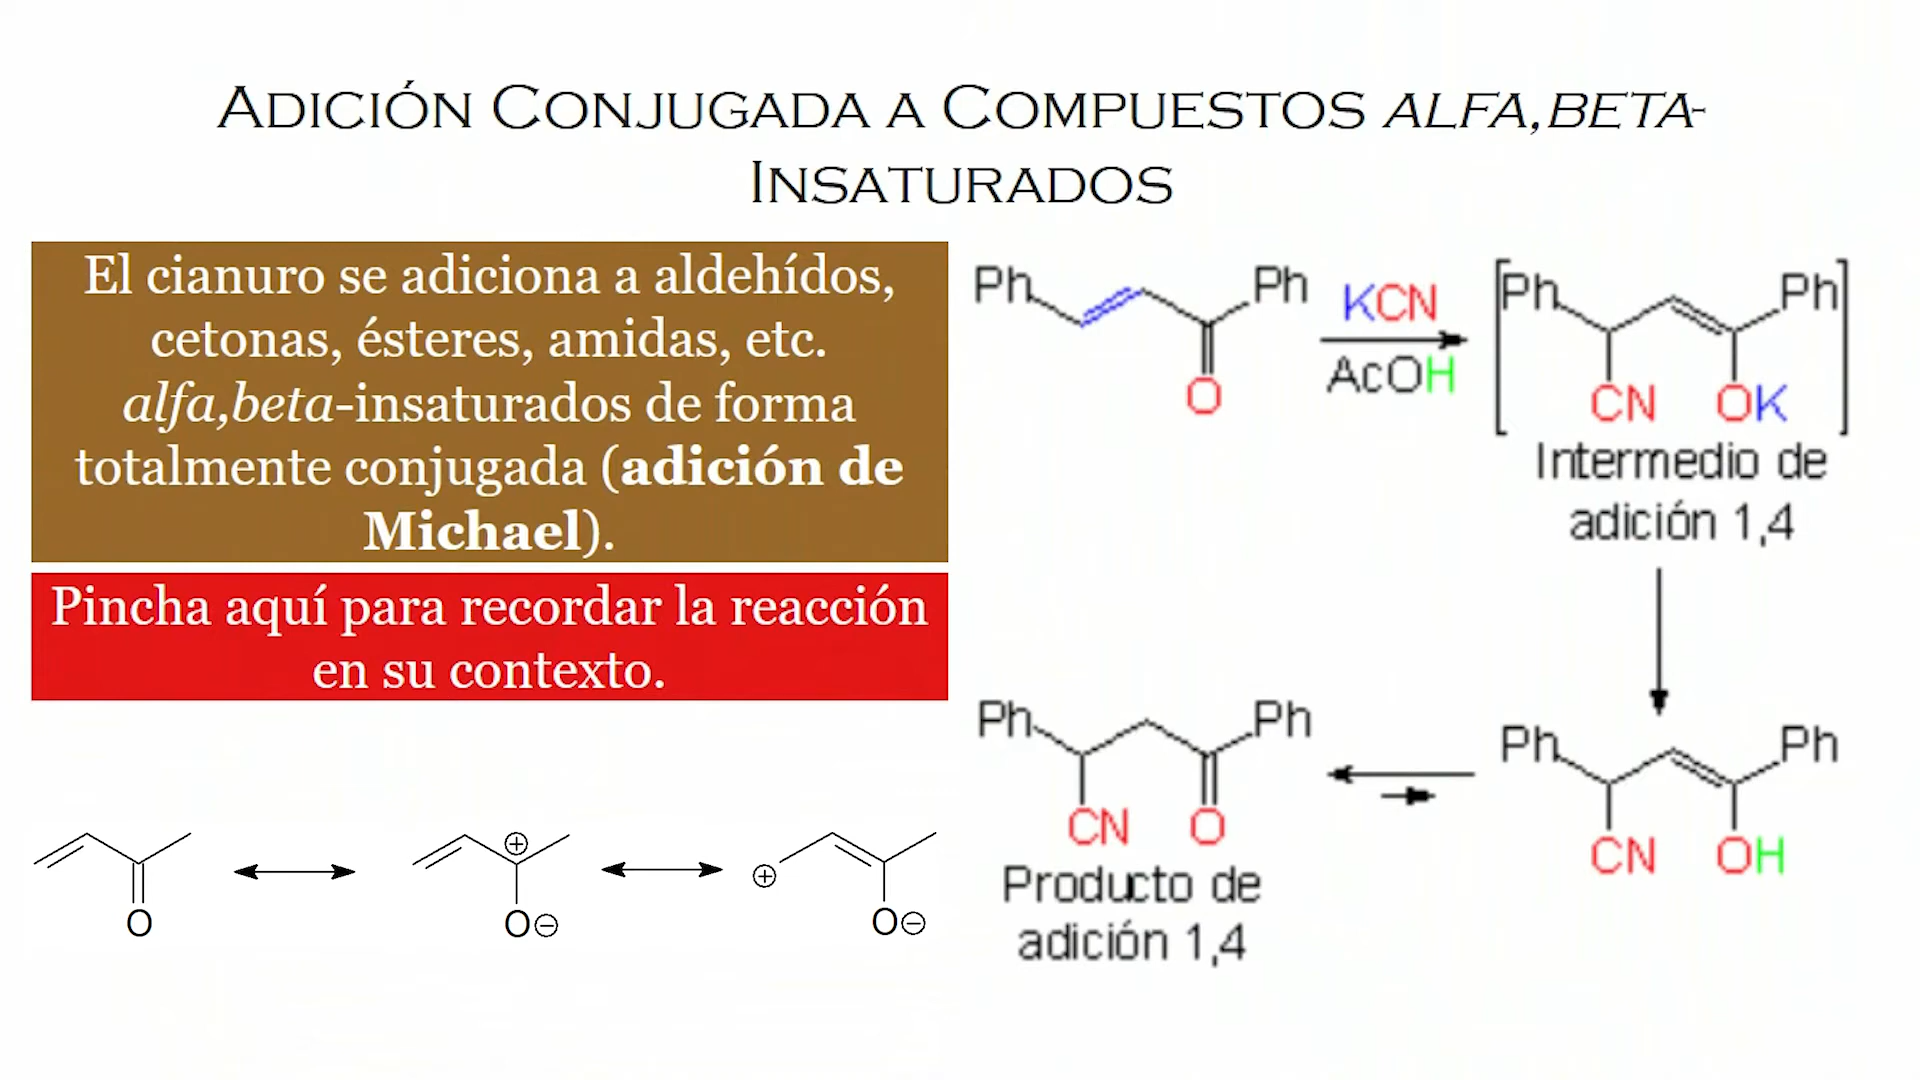 ADICIÓN CONJUGADA A COMPUESTOS ALFA,BETA-
INSATURADOS
El cianuro se adiciona a aldehídos,
cetonas, ésteres, amidas, etc.
alfa,beta-insaturados de forma
totalmente conjugada (adición de
Michael).
Pincha aquí para recordar la reacción
en su contexto.
Ph Ph
O
KCN
AcOH
Ph Ph
CN OK
Intermedio de
adición 1,4
Ph Ph
CN OH
Ph Ph
CN O
Producto de
adición 1,4
O
⊕
O⊖
⊕
O⊖